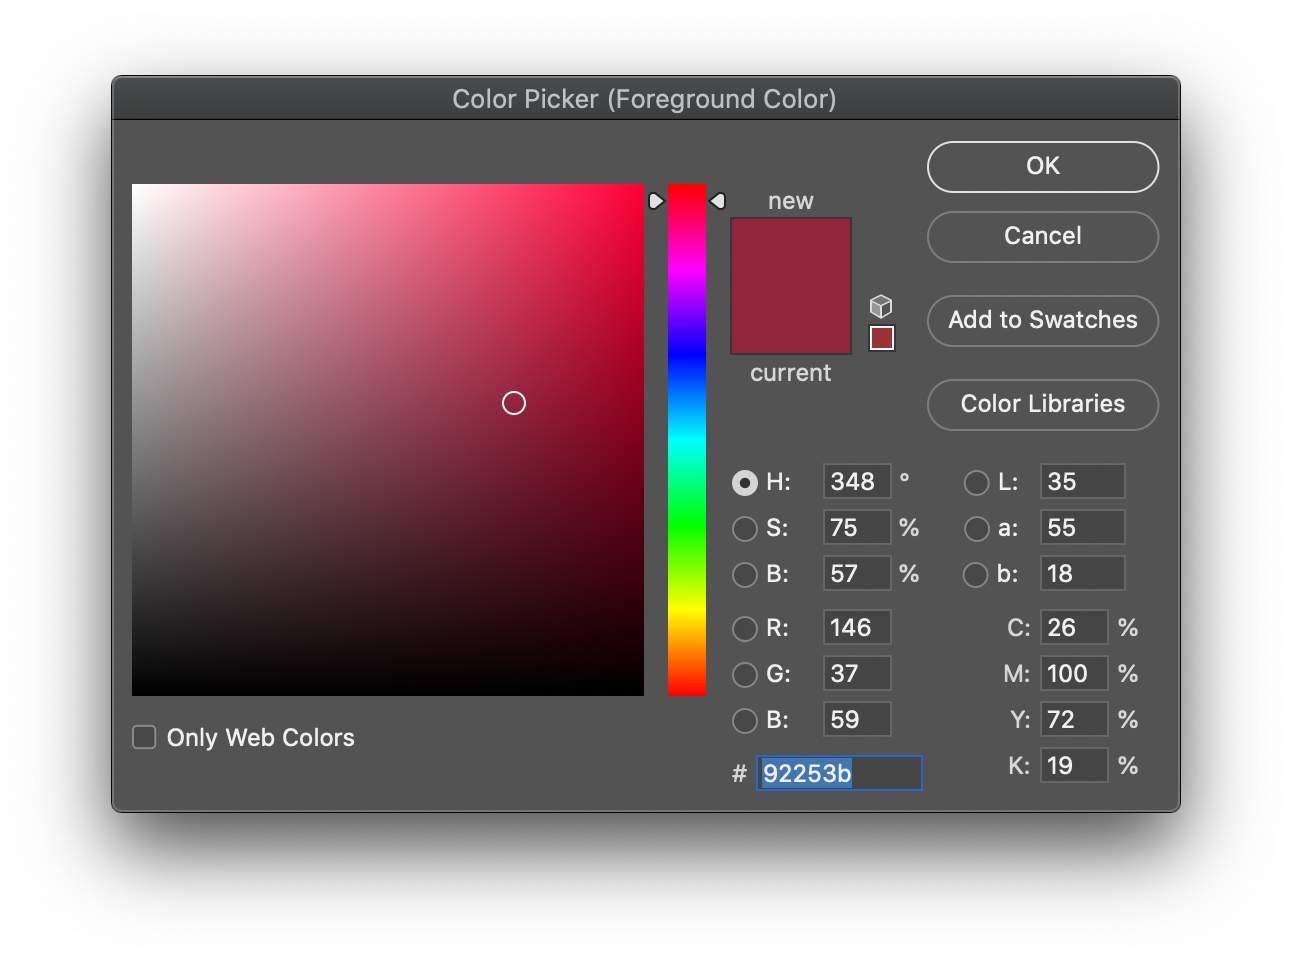 Color Picker (Foreground Color)
new
current
OK
Cancel
Add to Swatches
Color Libraries
H: 348 °
S: 75 %
B: 57 %
R: 146
G: 37
B: 59
# 92253b
L: 35
a: 55
b: 18
C: 26 %
M: 100 %
Y: 72 %
K: 19 %
Only Web Colors